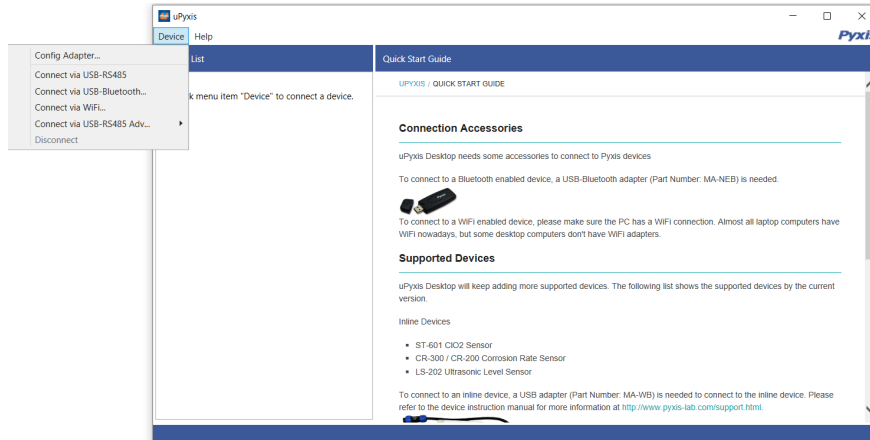 uPyxis
Device Help
Pyxis
Config Adapter...
Connect via USB-RS485
Connect via USB-Bluetooth...
Connect via WiFi...
Connect via USB-RS485 Adv...
Disconnect
List
menu item "Device" to connect a device.
Quick Start Guide
UPYXIS / QUICK START GUIDE
Connection Accessories
uPyxis Desktop needs some accessories to connect to Pyxis devices
To connect to a Bluetooth enabled device, a USB-Bluetooth adapter (Part Number: MA-NEB) is needed.
To connect to a WiFi enabled device, please make sure the PC has a WiFi connection. Almost all laptop computers have
WiFi nowadays, but some desktop computers don't have WiFi adapters.
Supported Devices
uPyxis Desktop will keep adding more supported devices. The following list shows the supported devices by the current
version.
Inline Devices
ST-601 ClO2 Sensor
CR-300 / CR-200 Corrosion Rate Sensor
LS-202 Ultrasonic Level Sensor
To connect to an inline device, a USB adapter (Part Number: MA-WB) is needed to connect to the inline device. Please
refer to the device instruction manual for more information at http://www.pyxis-lab.com/support.html.